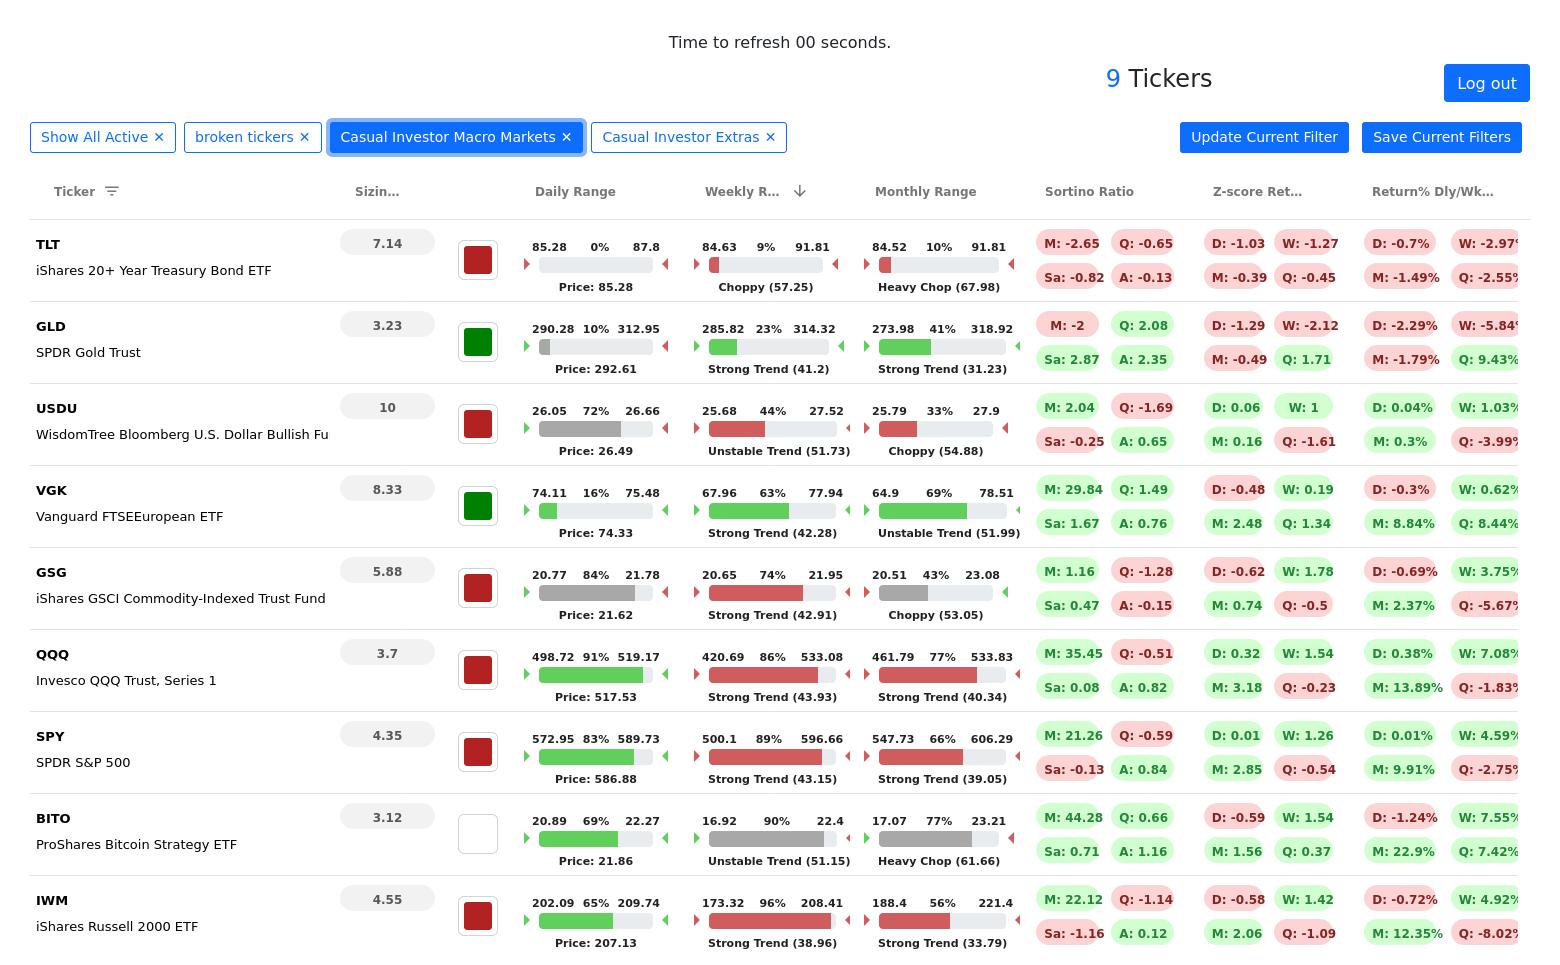 Time to refresh 00 seconds.
9 Tickers
Log out
Show All Active ✕ broken tickers ✕ Casual Investor Macro Markets ✕ Casual Investor Extras ✕ Update Current Filter Save Current Filters
Ticker Sizin… Daily Range Weekly R… Monthly Range Sortino Ratio Z-score Ret… Return% Dly/Wk…
TLT 7.14 85.28 0% 87.8 84.63 9% 91.81 84.52 10% 91.81 M: -2.65 Q: -0.65 D: -1.03 W: -1.27 D: -0.7% W: -2.97%
iShares 20+ Year Treasury Bond ETF Sa: -0.82 A: -0.13 M: -0.39 Q: -0.45 M: -1.49% Q: -2.55%
Price: 85.28 Choppy (57.25) Heavy Chop (67.98)
GLD 3.23 290.28 10% 312.95 285.82 23% 314.32 273.98 41% 318.92 M: -2 Q: 2.08 D: -1.29 W: -2.12 D: -2.29% W: -5.84%
SPDR Gold Trust Sa: 2.87 A: 2.35 M: -0.49 Q: 1.71 M: -1.79% Q: 9.43%
Price: 292.61 Strong Trend (41.2) Strong Trend (31.23)
USDU 10 26.05 72% 26.66 25.68 44% 27.52 25.79 33% 27.9 M: 2.04 Q: -1.69 D: 0.06 W: 1 D: 0.04% W: 1.03%
WisdomTree Bloomberg U.S. Dollar Bullish Fu Sa: -0.25 A: 0.65 M: 0.16 Q: -1.61 M: 0.3% Q: -3.99%
Price: 26.49 Unstable Trend (51.73) Choppy (54.88)
VGK 8.33 74.11 16% 75.48 67.96 63% 77.94 64.9 69% 78.51 M: 29.84 Q: 1.49 D: -0.48 W: 0.19 D: -0.3% W: 0.62%
Vanguard FTSEEuropean ETF Sa: 1.67 A: 0.76 M: 2.48 Q: 1.34 M: 8.84% Q: 8.44%
Price: 74.33 Strong Trend (42.28) Unstable Trend (51.99)
GSG 5.88 20.77 84% 21.78 20.65 74% 21.95 20.51 43% 23.08 M: 1.16 Q: -1.28 D: -0.62 W: 1.78 D: -0.69% W: 3.75%
iShares GSCI Commodity-Indexed Trust Fund Sa: 0.47 A: -0.15 M: 0.74 Q: -0.5 M: 2.37% Q: -5.67%
Price: 21.62 Strong Trend (42.91) Choppy (53.05)
QQQ 3.7 498.72 91% 519.17 420.69 86% 533.08 461.79 77% 533.83 M: 35.45 Q: -0.51 D: 0.32 W: 1.54 D: 0.38% W: 7.08%
Invesco QQQ Trust, Series 1 Sa: 0.08 A: 0.82 M: 3.18 Q: -0.23 M: 13.89% Q: -1.83%
Price: 517.53 Strong Trend (43.93) Strong Trend (40.34)
SPY 4.35 572.95 83% 589.73 500.1 89% 596.66 547.73 66% 606.29 M: 21.26 Q: -0.59 D: 0.01 W: 1.26 D: 0.01% W: 4.59%
SPDR S&P 500 Sa: -0.13 A: 0.84 M: 2.85 Q: -0.54 M: 9.91% Q: -2.75%
Price: 586.88 Strong Trend (43.15) Strong Trend (39.05)
BITO 3.12 20.89 69% 22.27 16.92 90% 22.4 17.07 77% 23.21 M: 44.28 Q: 0.66 D: -0.59 W: 1.54 D: -1.24% W: 7.55%
ProShares Bitcoin Strategy ETF Sa: 0.71 A: 1.16 M: 1.56 Q: 0.37 M: 22.9% Q: 7.42%
Price: 21.86 Unstable Trend (51.15) Heavy Chop (61.66)
IWM 4.55 202.09 65% 209.74 173.32 96% 208.41 188.4 56% 221.4 M: 22.12 Q: -1.14 D: -0.58 W: 1.42 D: -0.72% W: 4.92%
iShares Russell 2000 ETF Sa: -1.16 A: 0.12 M: 2.06 Q: -1.09 M: 12.35% Q: -8.02%
Price: 207.13 Strong Trend (38.96) Strong Trend (33.79)